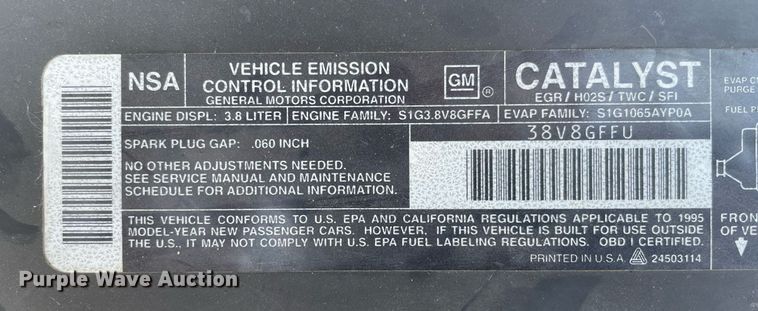 NSA
VEHICLE EMISSION
CONTROL INFORMATION
GENERAL MOTORS CORPORATION
GM ®
CATALYST
EGR / H02S / TWC / SFI
ENGINE DISPL: 3.8 LITER
ENGINE FAMILY: S1G3.8V8GFFA
EVAP FAMILY: S1G1065AYP0A
38V8GFFU
SPARK PLUG GAP: .060 INCH
NO OTHER ADJUSTMENTS NEEDED.
SEE SERVICE MANUAL AND MAINTENANCE
SCHEDULE FOR ADDITIONAL INFORMATION.
THIS VEHICLE CONFORMS TO U.S. EPA AND CALIFORNIA REGULATIONS APPLICABLE TO 1995
MODEL-YEAR NEW PASSENGER CARS. HOWEVER, IF THIS VEHICLE IS BUILT FOR USE OUTSIDE
THE U.S., IT MAY NOT COMPLY WITH U.S. EPA FUEL LABELING REGULATIONS. OBD I CERTIFIED.
PRINTED IN U.S.A. 24503114
EVAP
PURGE
FUEL
FRON
OF VE
Purple Wave Auction